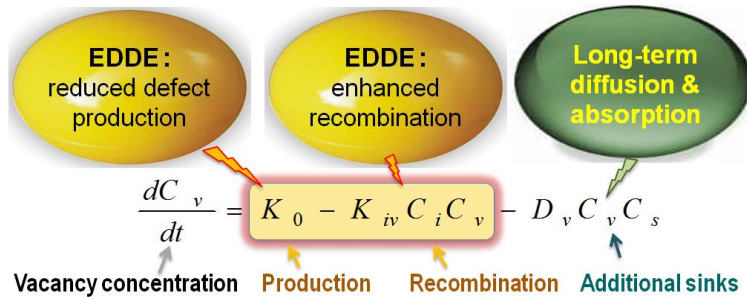 EDDE:
reduced defect
production
EDDE:
enhanced
recombination
Long-term
diffusion &
absorption
dC_v/dt = K_0 − K_iv C_i C_v − D_v C_v C_s
Vacancy concentration Production Recombination Additional sinks